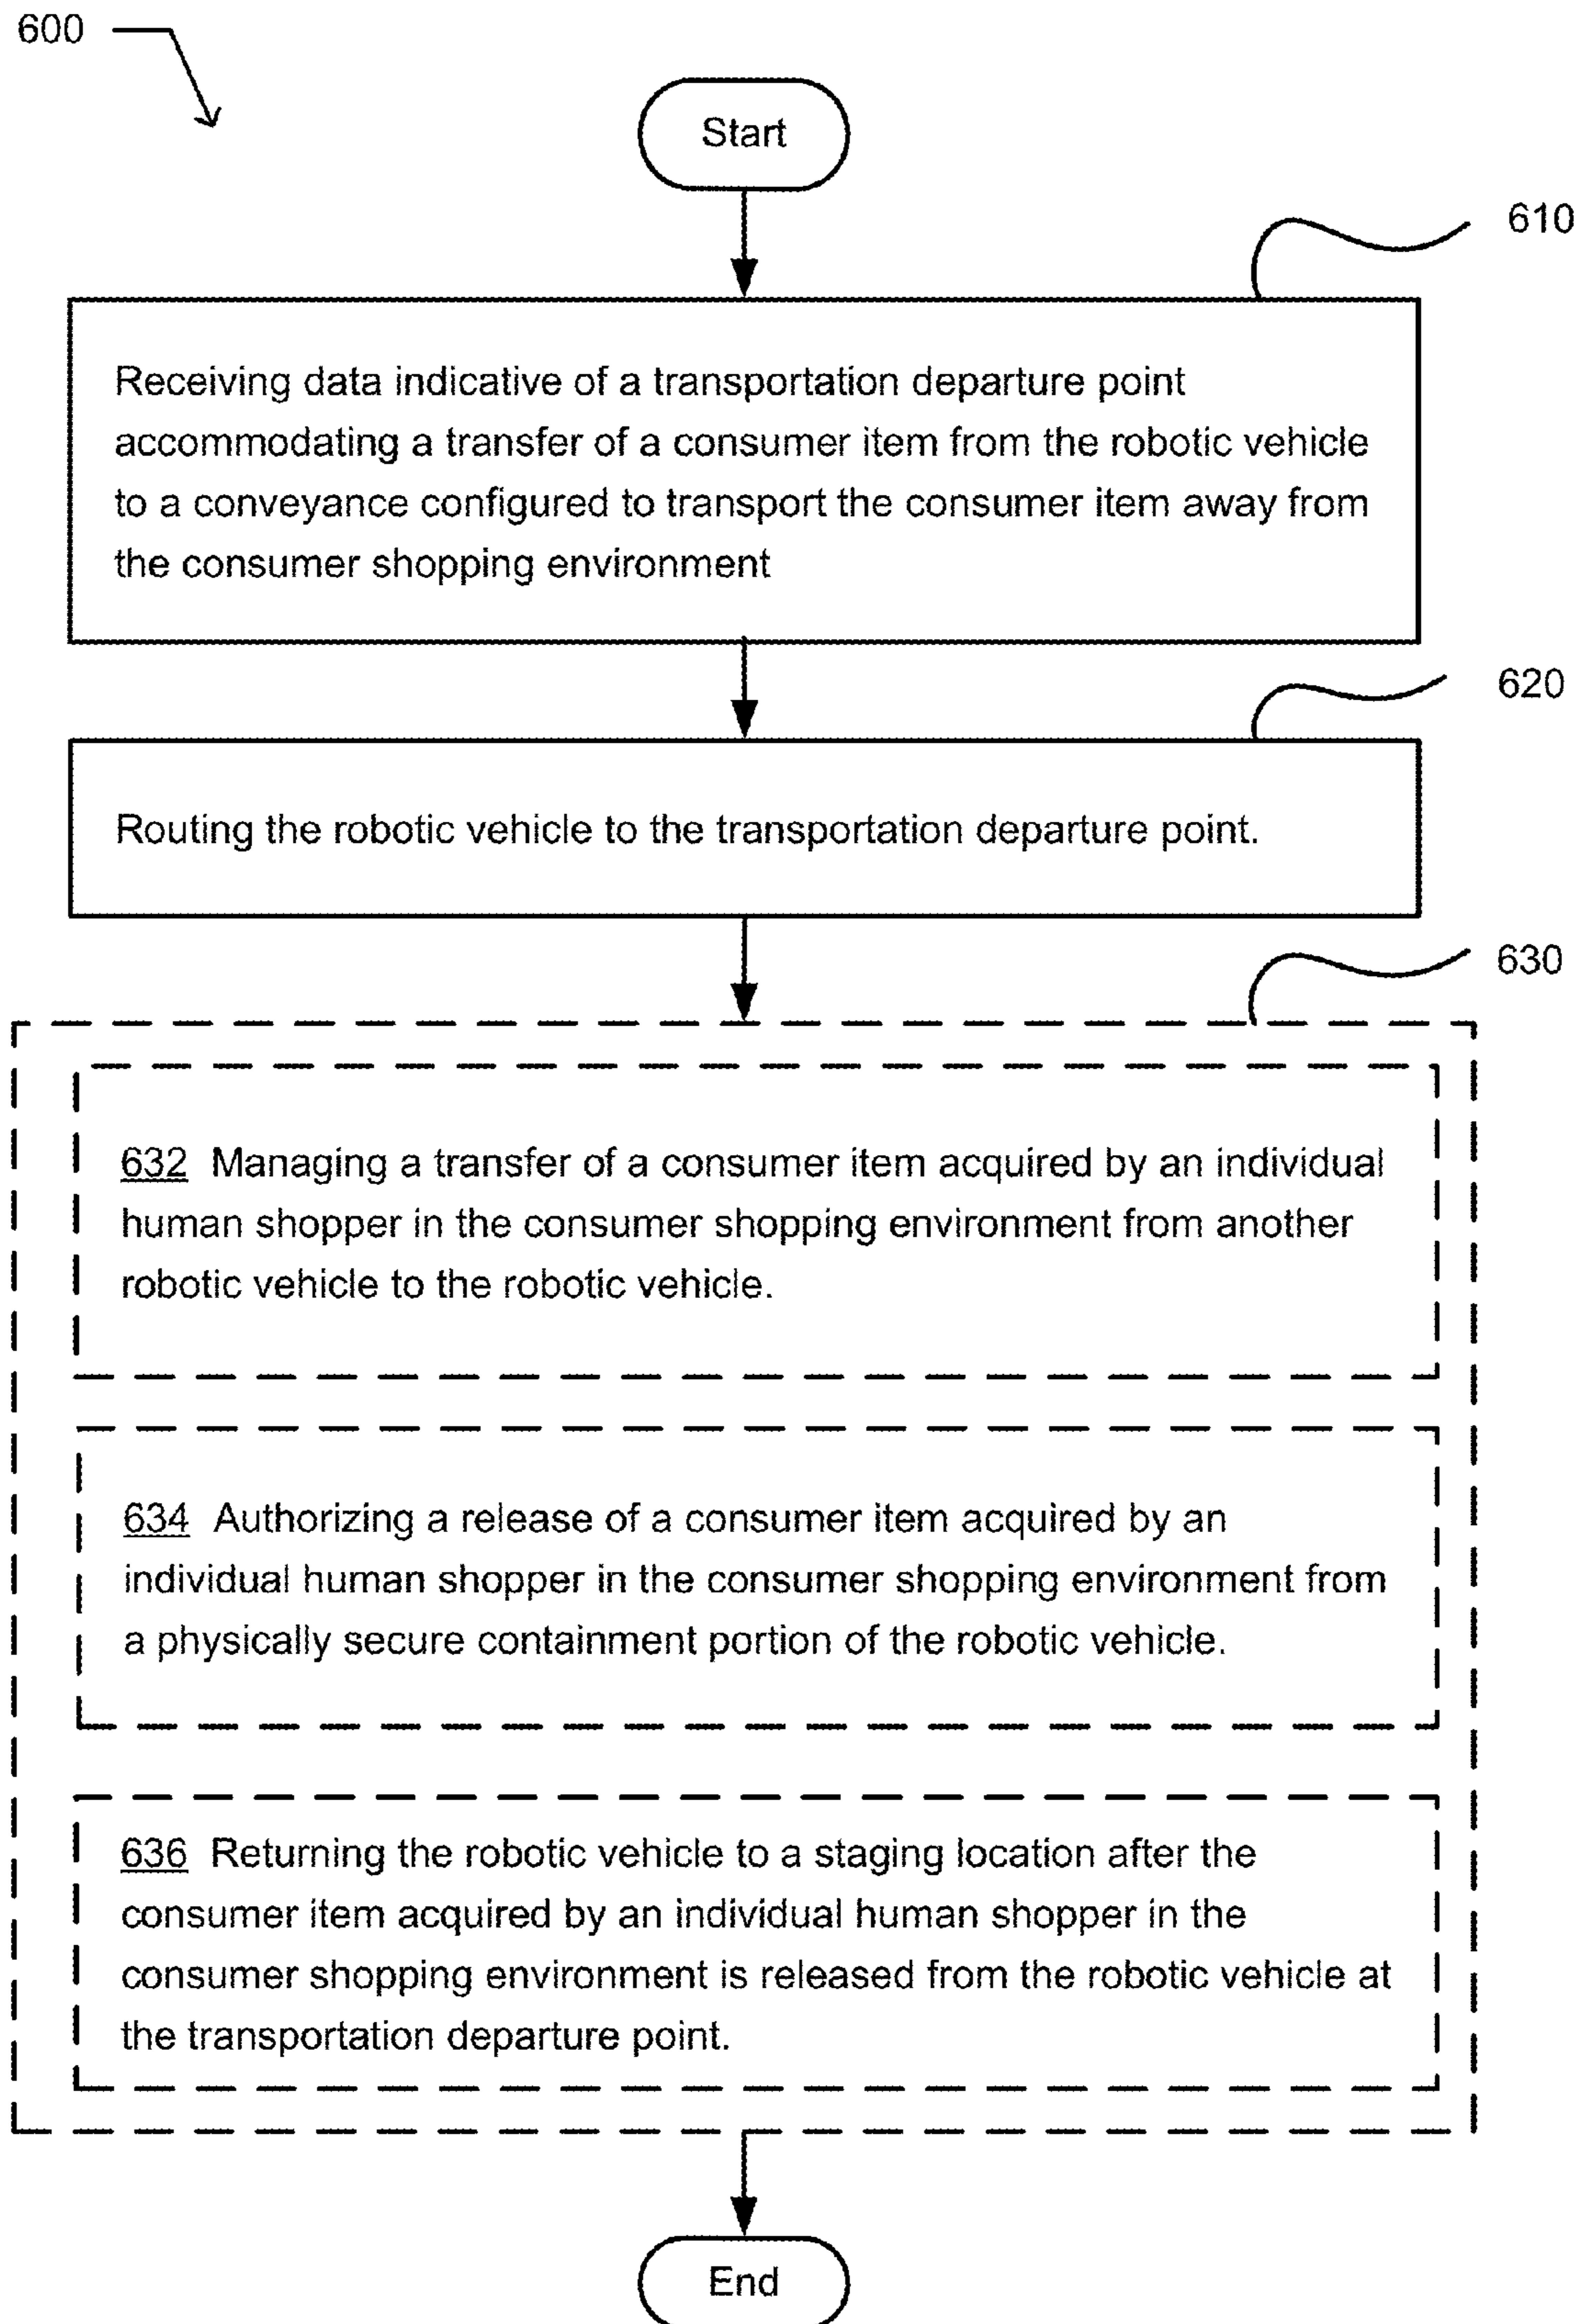 600
Start
610
Receiving data indicative of a transportation departure point
accommodating a transfer of a consumer item from the robotic vehicle
to a conveyance configured to transport the consumer item away from
the consumer shopping environment
620
Routing the robotic vehicle to the transportation departure point.
630
632 Managing a transfer of a consumer item acquired by an individual
human shopper in the consumer shopping environment from another
robotic vehicle to the robotic vehicle.
634 Authorizing a release of a consumer item acquired by an
individual human shopper in the consumer shopping environment from
a physically secure containment portion of the robotic vehicle.
636 Returning the robotic vehicle to a staging location after the
consumer item acquired by an individual human shopper in the
consumer shopping environment is released from the robotic vehicle at
the transportation departure point.
End